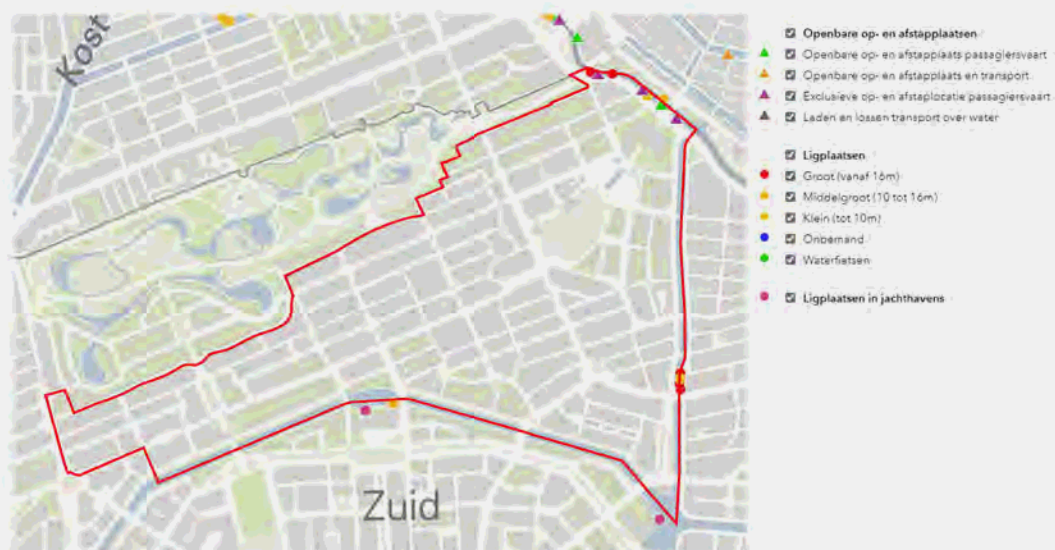 Kost
Zuid
Openbare op- en afstapplaatsen
Openbare op- en afstapplaats passagiersvaart
Openbare op- en afstapplaats en transport
Exclusieve op- en afstaplocatie passagiersvaart
Laden en lossen transport over water
Ligplaatsen
Groot (vanaf 16m)
Middelgroot (10 tot 16m)
Klein (tot 10m)
Onbemand
Waterfietsen
Ligplaatsen in jachthavens